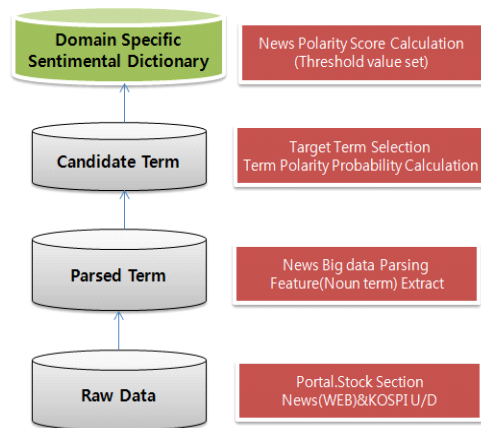 Domain Specific
Sentimental Dictionary
News Polarity Score Calculation
(Threshold value set)
Candidate Term
Target Term Selection
Term Polarity Probability Calculation
Parsed Term
News Big data Parsing
Feature(Noun term) Extract
Raw Data
Portal.Stock Section
News(WEB)&KOSPI U/D